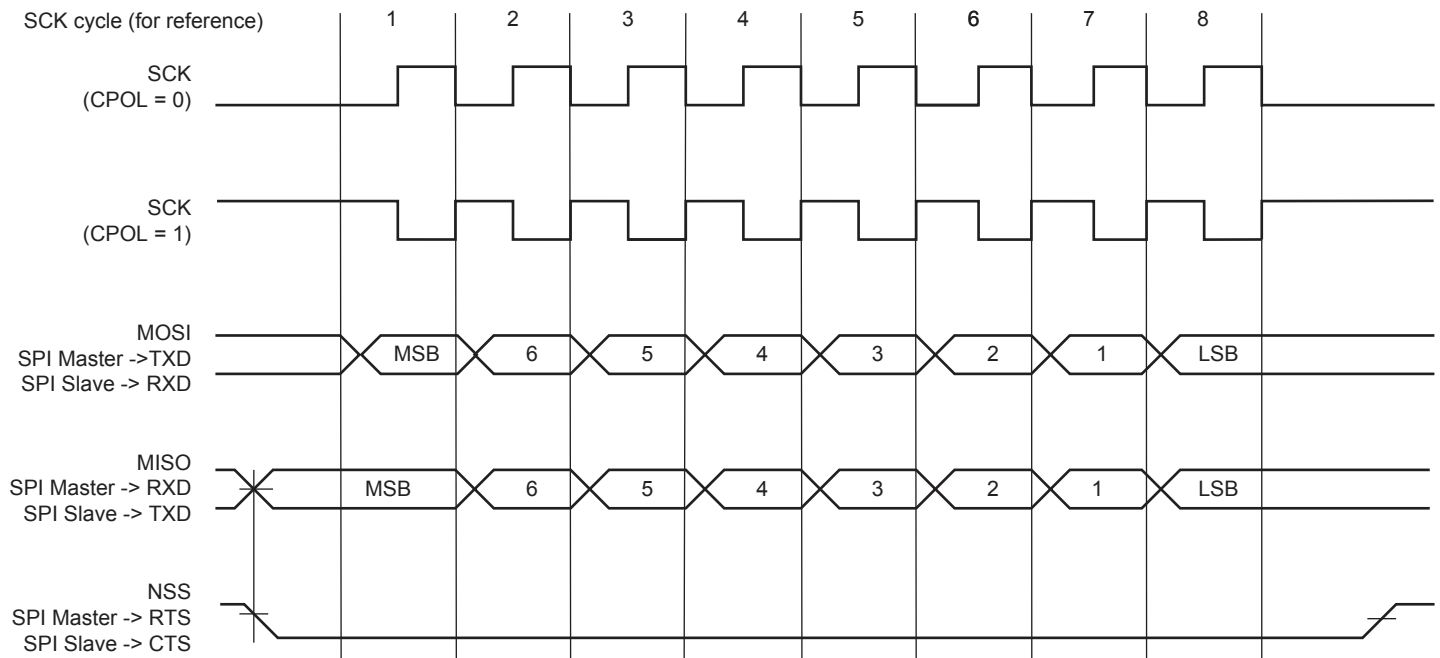 SCK cycle (for reference) 1 2 3 4 5 6 7 8
SCK
(CPOL = 0)
SCK
(CPOL = 1)
MOSI
SPI Master ->TXD
SPI Slave -> RXD
MSB 6 5 4 3 2 1 LSB
MISO
SPI Master -> RXD
SPI Slave -> TXD
MSB 6 5 4 3 2 1 LSB
NSS
SPI Master -> RTS
SPI Slave -> CTS